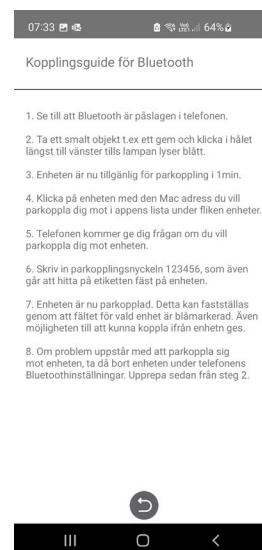 07:33 64%
Kopplingsguide för Bluetooth
1. Se till att Bluetooth är påslagen i telefonen.
2. Ta ett smalt objekt t.ex ett gem och klicka i hålet
längst till vänster tills lampan lyser blått.
3. Enheten är nu tillgänlig för parkoppling i 1min.
4. Klicka på enheten med den Mac adress du vill
parkoppla dig mot i appens lista under fliken enheter.
5. Telefonen kommer ge dig frågan om du vill
parkoppla dig mot enheten.
6. Skriv in parkopplingsnyckeln 123456, som även
går att hitta på etiketten fäst på enheten.
7. Enheten är nu parkopplad. Detta kan fastställas
genom att fältet för vald enhet är blåmarkerad. Även
möjligheten till att kunna koppla ifrån enhetn ges.
8. Om problem uppstår med att parkoppla sig
mot enheten, ta då bort enheten under telefonens
Bluetoothinställningar. Upprepa sedan från steg 2.